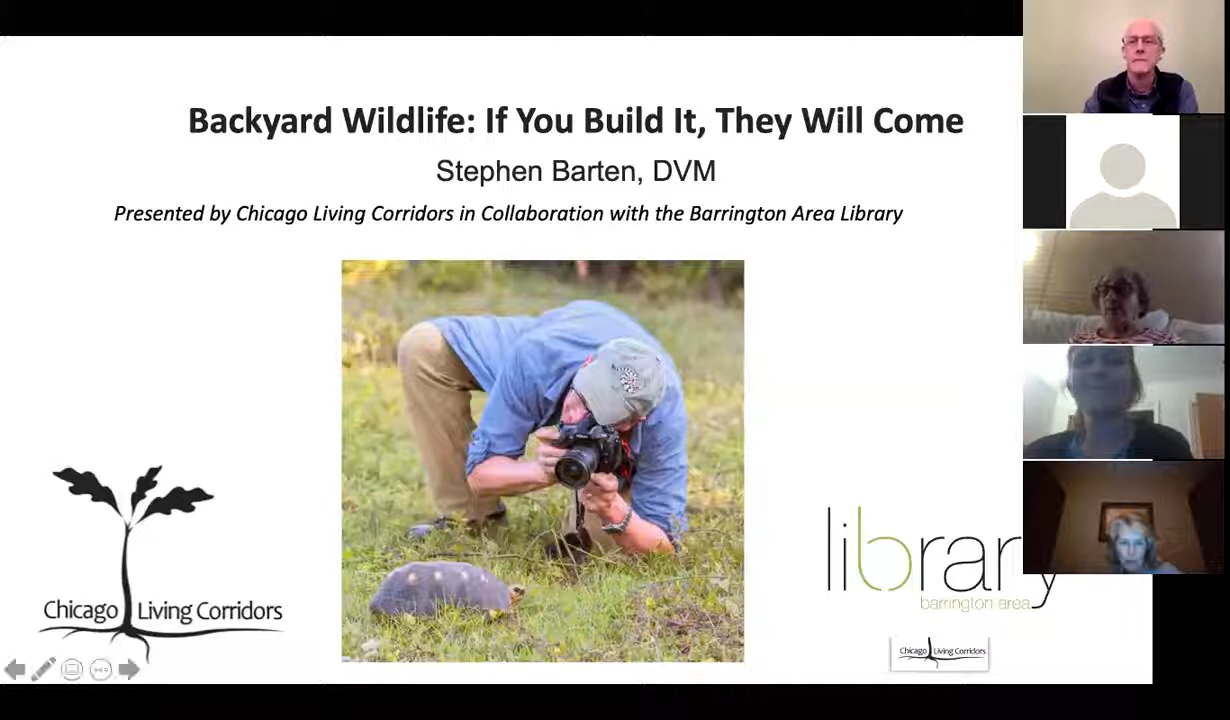 Backyard Wildlife: If You Build It, They Will Come
Stephen Barten, DVM
Presented by Chicago Living Corridors in Collaboration with the Barrington Area Library
Chicago Living Corridors
library
barrington area
Chicago Living Corridors